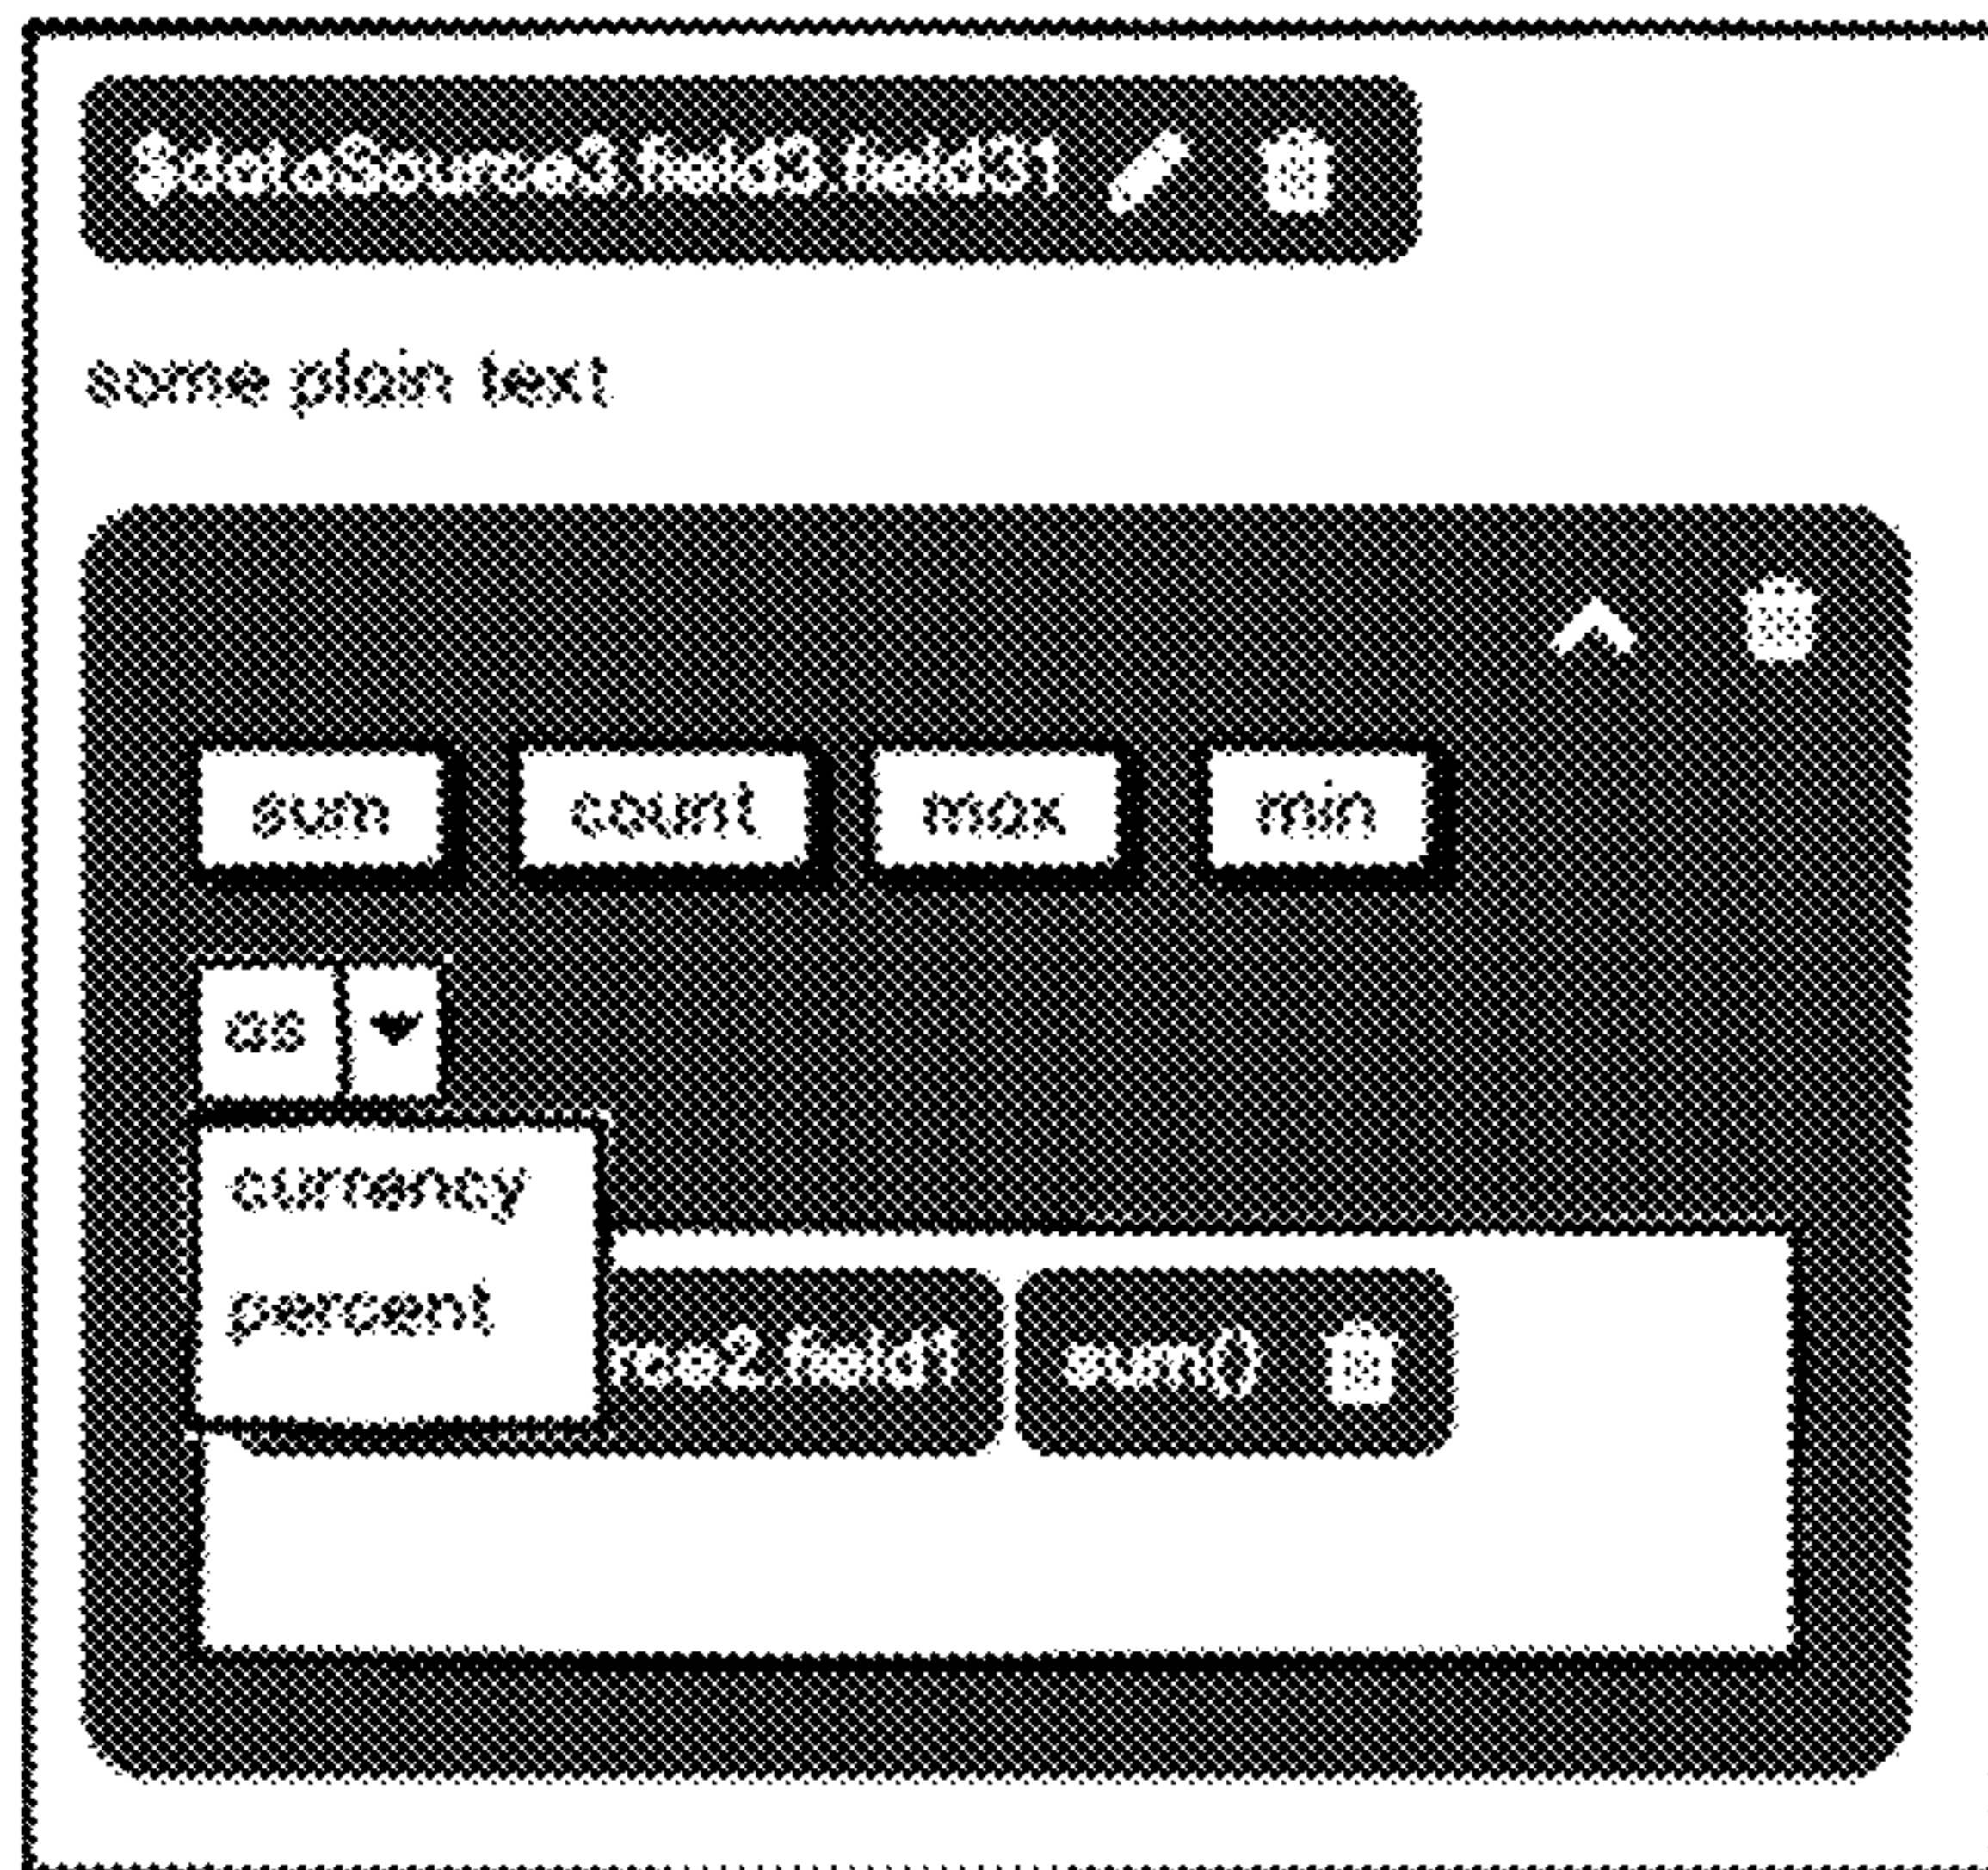 $dataSource3.field3.field31
some plain text
sum count max min
as
currency
percent
rce2.field1 sum()